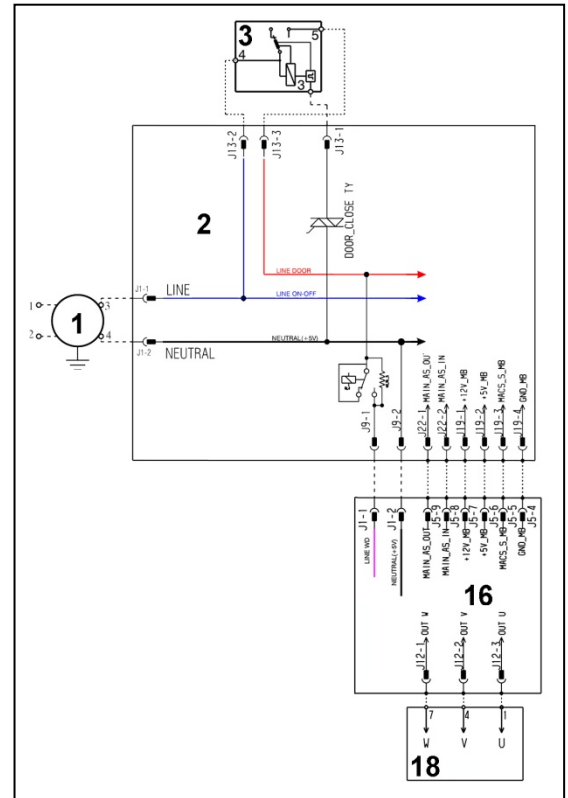 3
5
4
3
J13-2
J13-3
J13-1
2
DOOR_CLOSE TY
LINE DOOR
J1-1
LINE
LINE ON-OFF
1
3
1
2
4
J1-2
NEUTRAL
NEUTRAL(+5V)
J9-1
J9-2
J22-1
MAIN_AS_OU
J22-2
MAIN_AS_IN
J19-1
+12V_MB
J19-2
+5V_MB
J19-3
MACS_S_MB
J19-4
GND_MB
J1-1
J1-2
J5-9
J5-8
J5-7
J5-6
J5-5
J5-4
LINE WD
NEUTRAL(+5V)
MAIN_AS_OUT
MAIN_AS_IN
+12V_MB
+5V_MB
MACS_S_MB
GND_MB
16
J12-1
OUT W
J12-2
OUT V
J12-3
OUT U
7
4
1
W
V
U
18